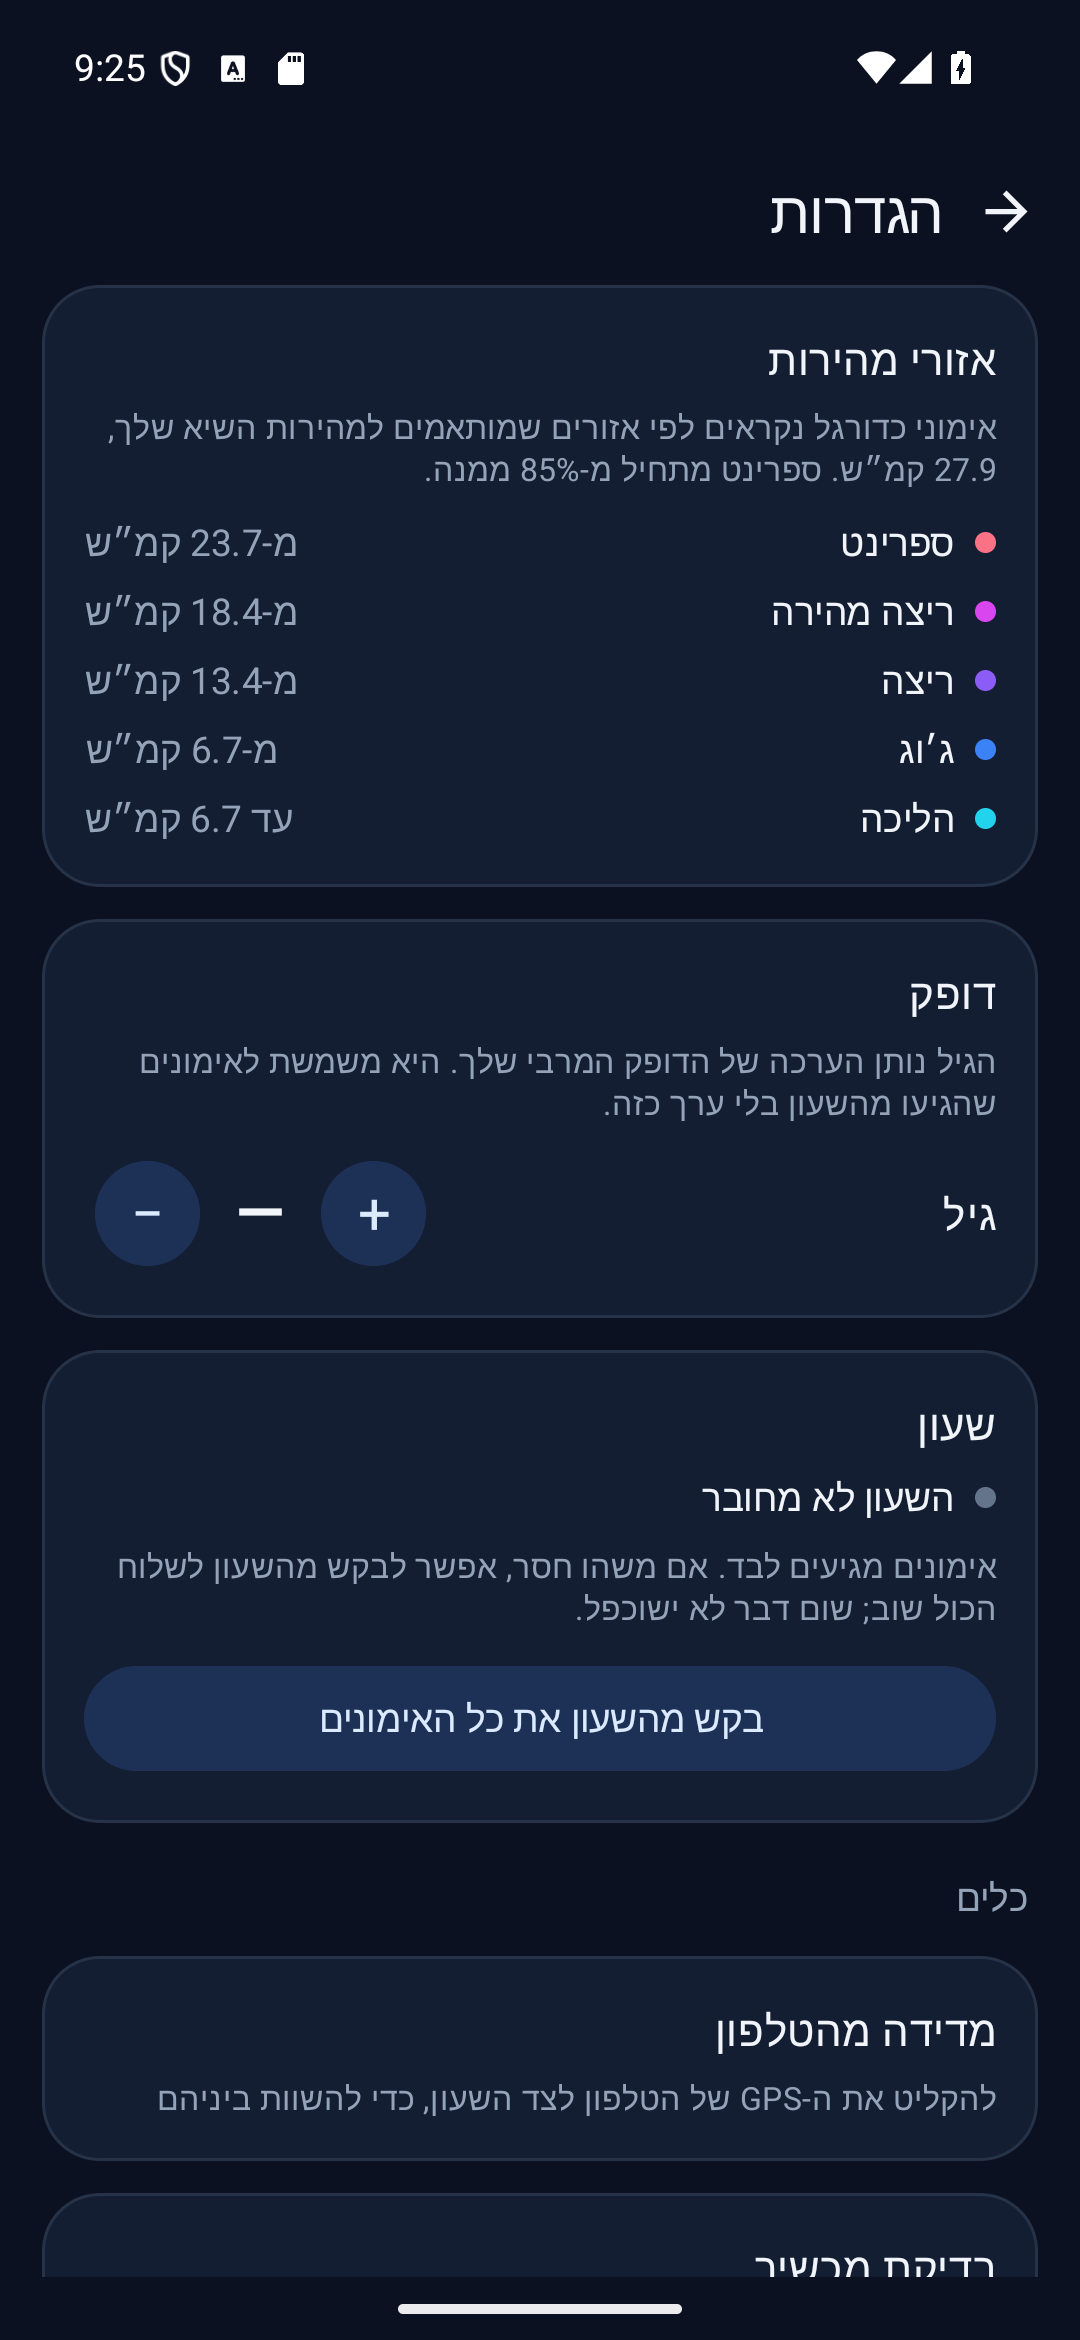 9:25
הגדרות
אזורי מהירות
אימוני כדורגל נקראים לפי אזורים שמותאמים למהירות השיא שלך,
27.9 קמ״ש. ספרינט מתחיל מ-85% ממנה.
ספרינט מ-23.7 קמ״ש
ריצה מהירה מ-18.4 קמ״ש
ריצה מ-13.4 קמ״ש
ג׳וג מ-6.7 קמ״ש
הליכה עד 6.7 קמ״ש
דופק
הגיל נותן הערכה של הדופק המרבי שלך. היא משמשת לאימונים
שהגיעו מהשעון בלי ערך כזה.
גיל + — −
שעון
השעון לא מחובר
אימונים מגיעים לבד. אם משהו חסר, אפשר לבקש מהשעון לשלוח
הכול שוב; שום דבר לא ישוכפל.
בקש מהשעון את כל האימונים
כלים
מדידה מהטלפון
להקליט את ה-GPS של הטלפון לצד השעון, כדי להשוות ביניהם
בדיקת מכשיר